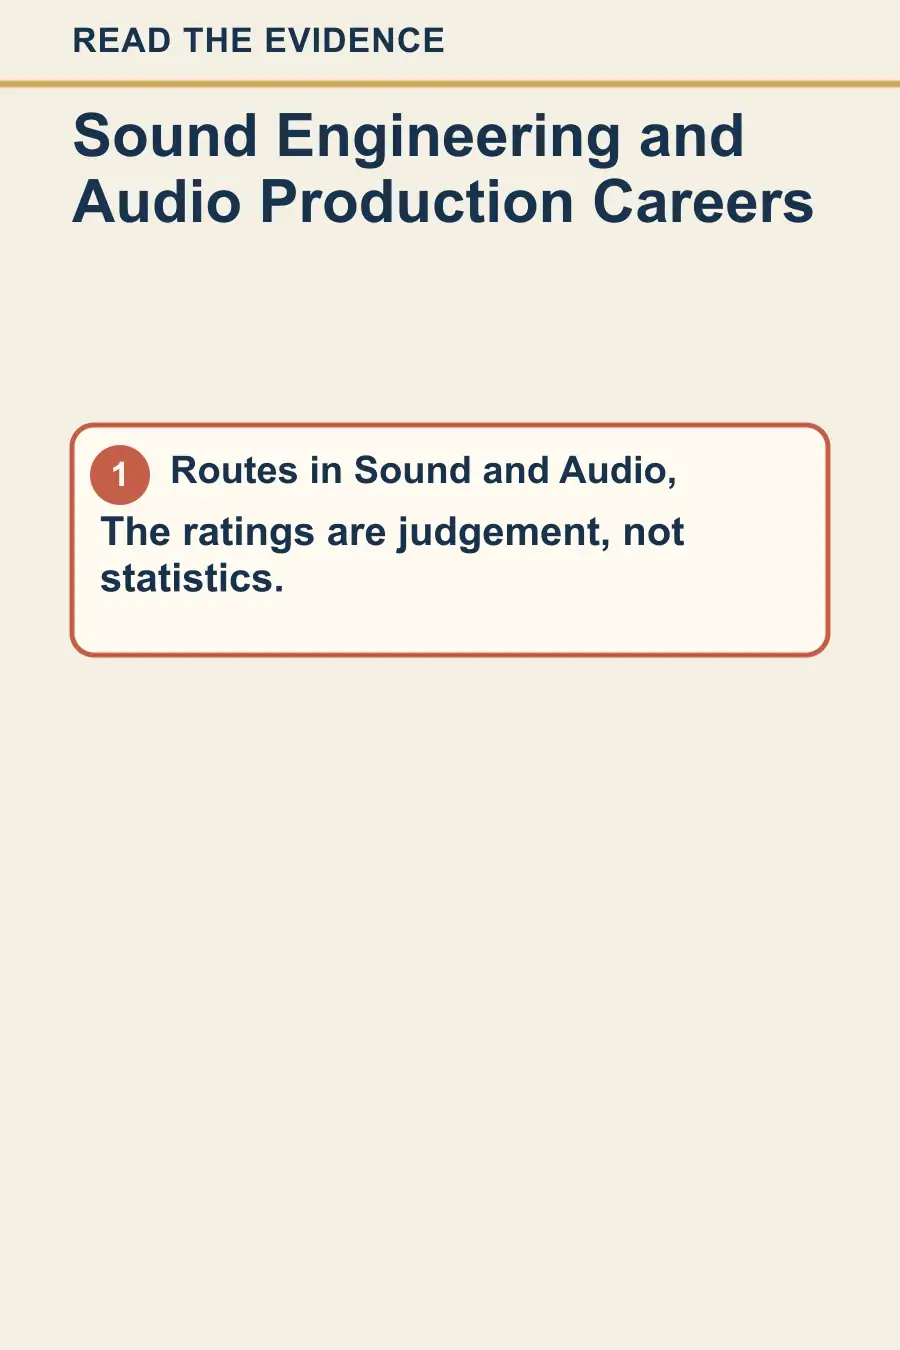 READ THE EVIDENCE
Sound Engineering and
Audio Production Careers
1 Routes in Sound and Audio,
The ratings are judgement, not
statistics.